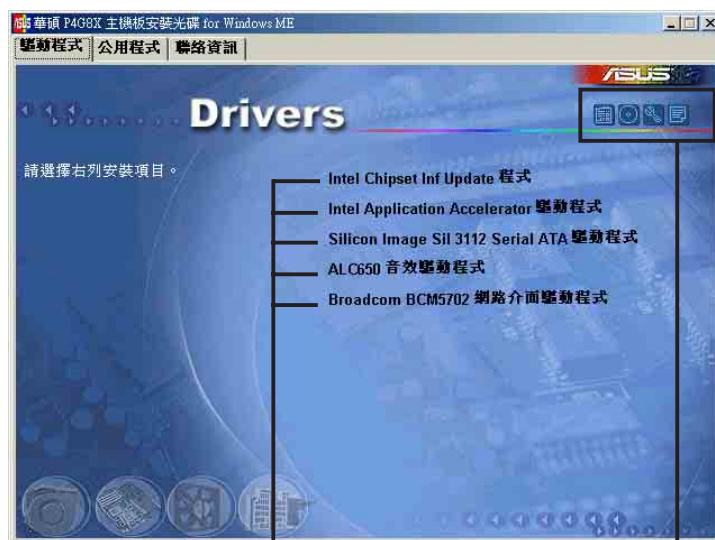 華碩 P4G8X 主機板安裝光碟 for Windows ME
驅動程式 公用程式 聯絡資訊
ASUS
Drivers
請選擇右列安裝項目。
Intel Chipset Inf Update 程式
Intel Application Accelerator 驅動程式
Silicon Image Sil 3112 Serial ATA 驅動程式
ALC650 音效驅動程式
Broadcom BCM5702 網路介面驅動程式